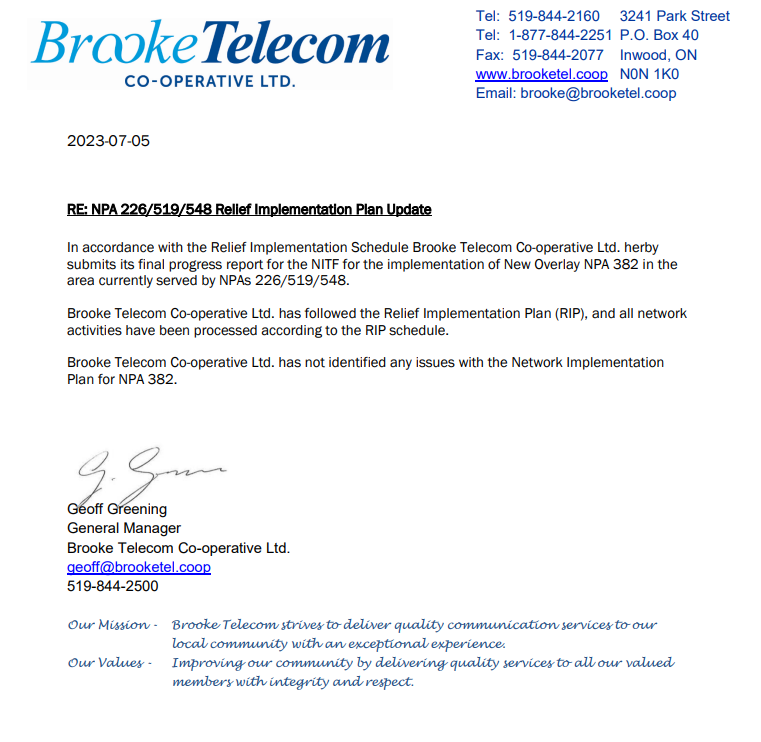 Brooke Telecom
CO-OPERATIVE LTD.
Tel: 519-844-2160 3241 Park Street
Tel: 1-877-844-2251 P.O. Box 40
Fax: 519-844-2077 Inwood, ON
www.brooketel.coop N0N 1K0
Email: brooke@brooketel.coop
2023-07-05
RE: NPA 226/519/548 Relief Implementation Plan Update
In accordance with the Relief Implementation Schedule Brooke Telecom Co-operative Ltd. herby
submits its final progress report for the NITF for the implementation of New Overlay NPA 382 in the
area currently served by NPAs 226/519/548.
Brooke Telecom Co-operative Ltd. has followed the Relief Implementation Plan (RIP), and all network
activities have been processed according to the RIP schedule.
Brooke Telecom Co-operative Ltd. has not identified any issues with the Network Implementation
Plan for NPA 382.
Geoff Greening
General Manager
Brooke Telecom Co-operative Ltd.
geoff@brooketel.coop
519-844-2500
Our Mission - Brooke Telecom strives to deliver quality communication services to our
local community with an exceptional experience.
Our Values - Improving our community by delivering quality services to all our valued
members with integrity and respect.